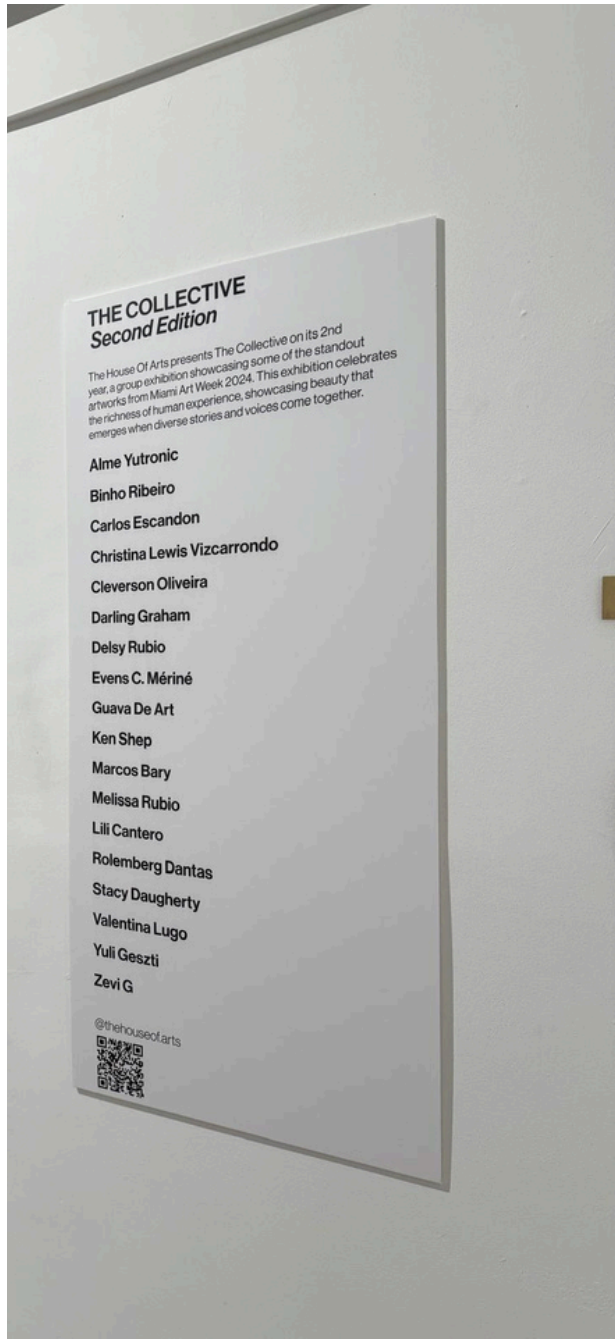 THE COLLECTIVE
Second Edition
The House Of Arts presents The Collective on its 2nd
year, a group exhibition showcasing some of the standout
artworks from Miami Art Week 2024. This exhibition celebrates
the richness of human experience, showcasing beauty that
emerges when diverse stories and voices come together.
Alme Yutronic
Binho Ribeiro
Carlos Escandon
Christina Lewis Vizcarrondo
Cleverson Oliveira
Darling Graham
Delsy Rubio
Evens C. Mériné
Guava De Art
Ken Shep
Marcos Bary
Melissa Rubio
Lili Cantero
Rolemberg Dantas
Stacy Daugherty
Valentina Lugo
Yuli Geszti
Zevi G
@thehouseof.arts